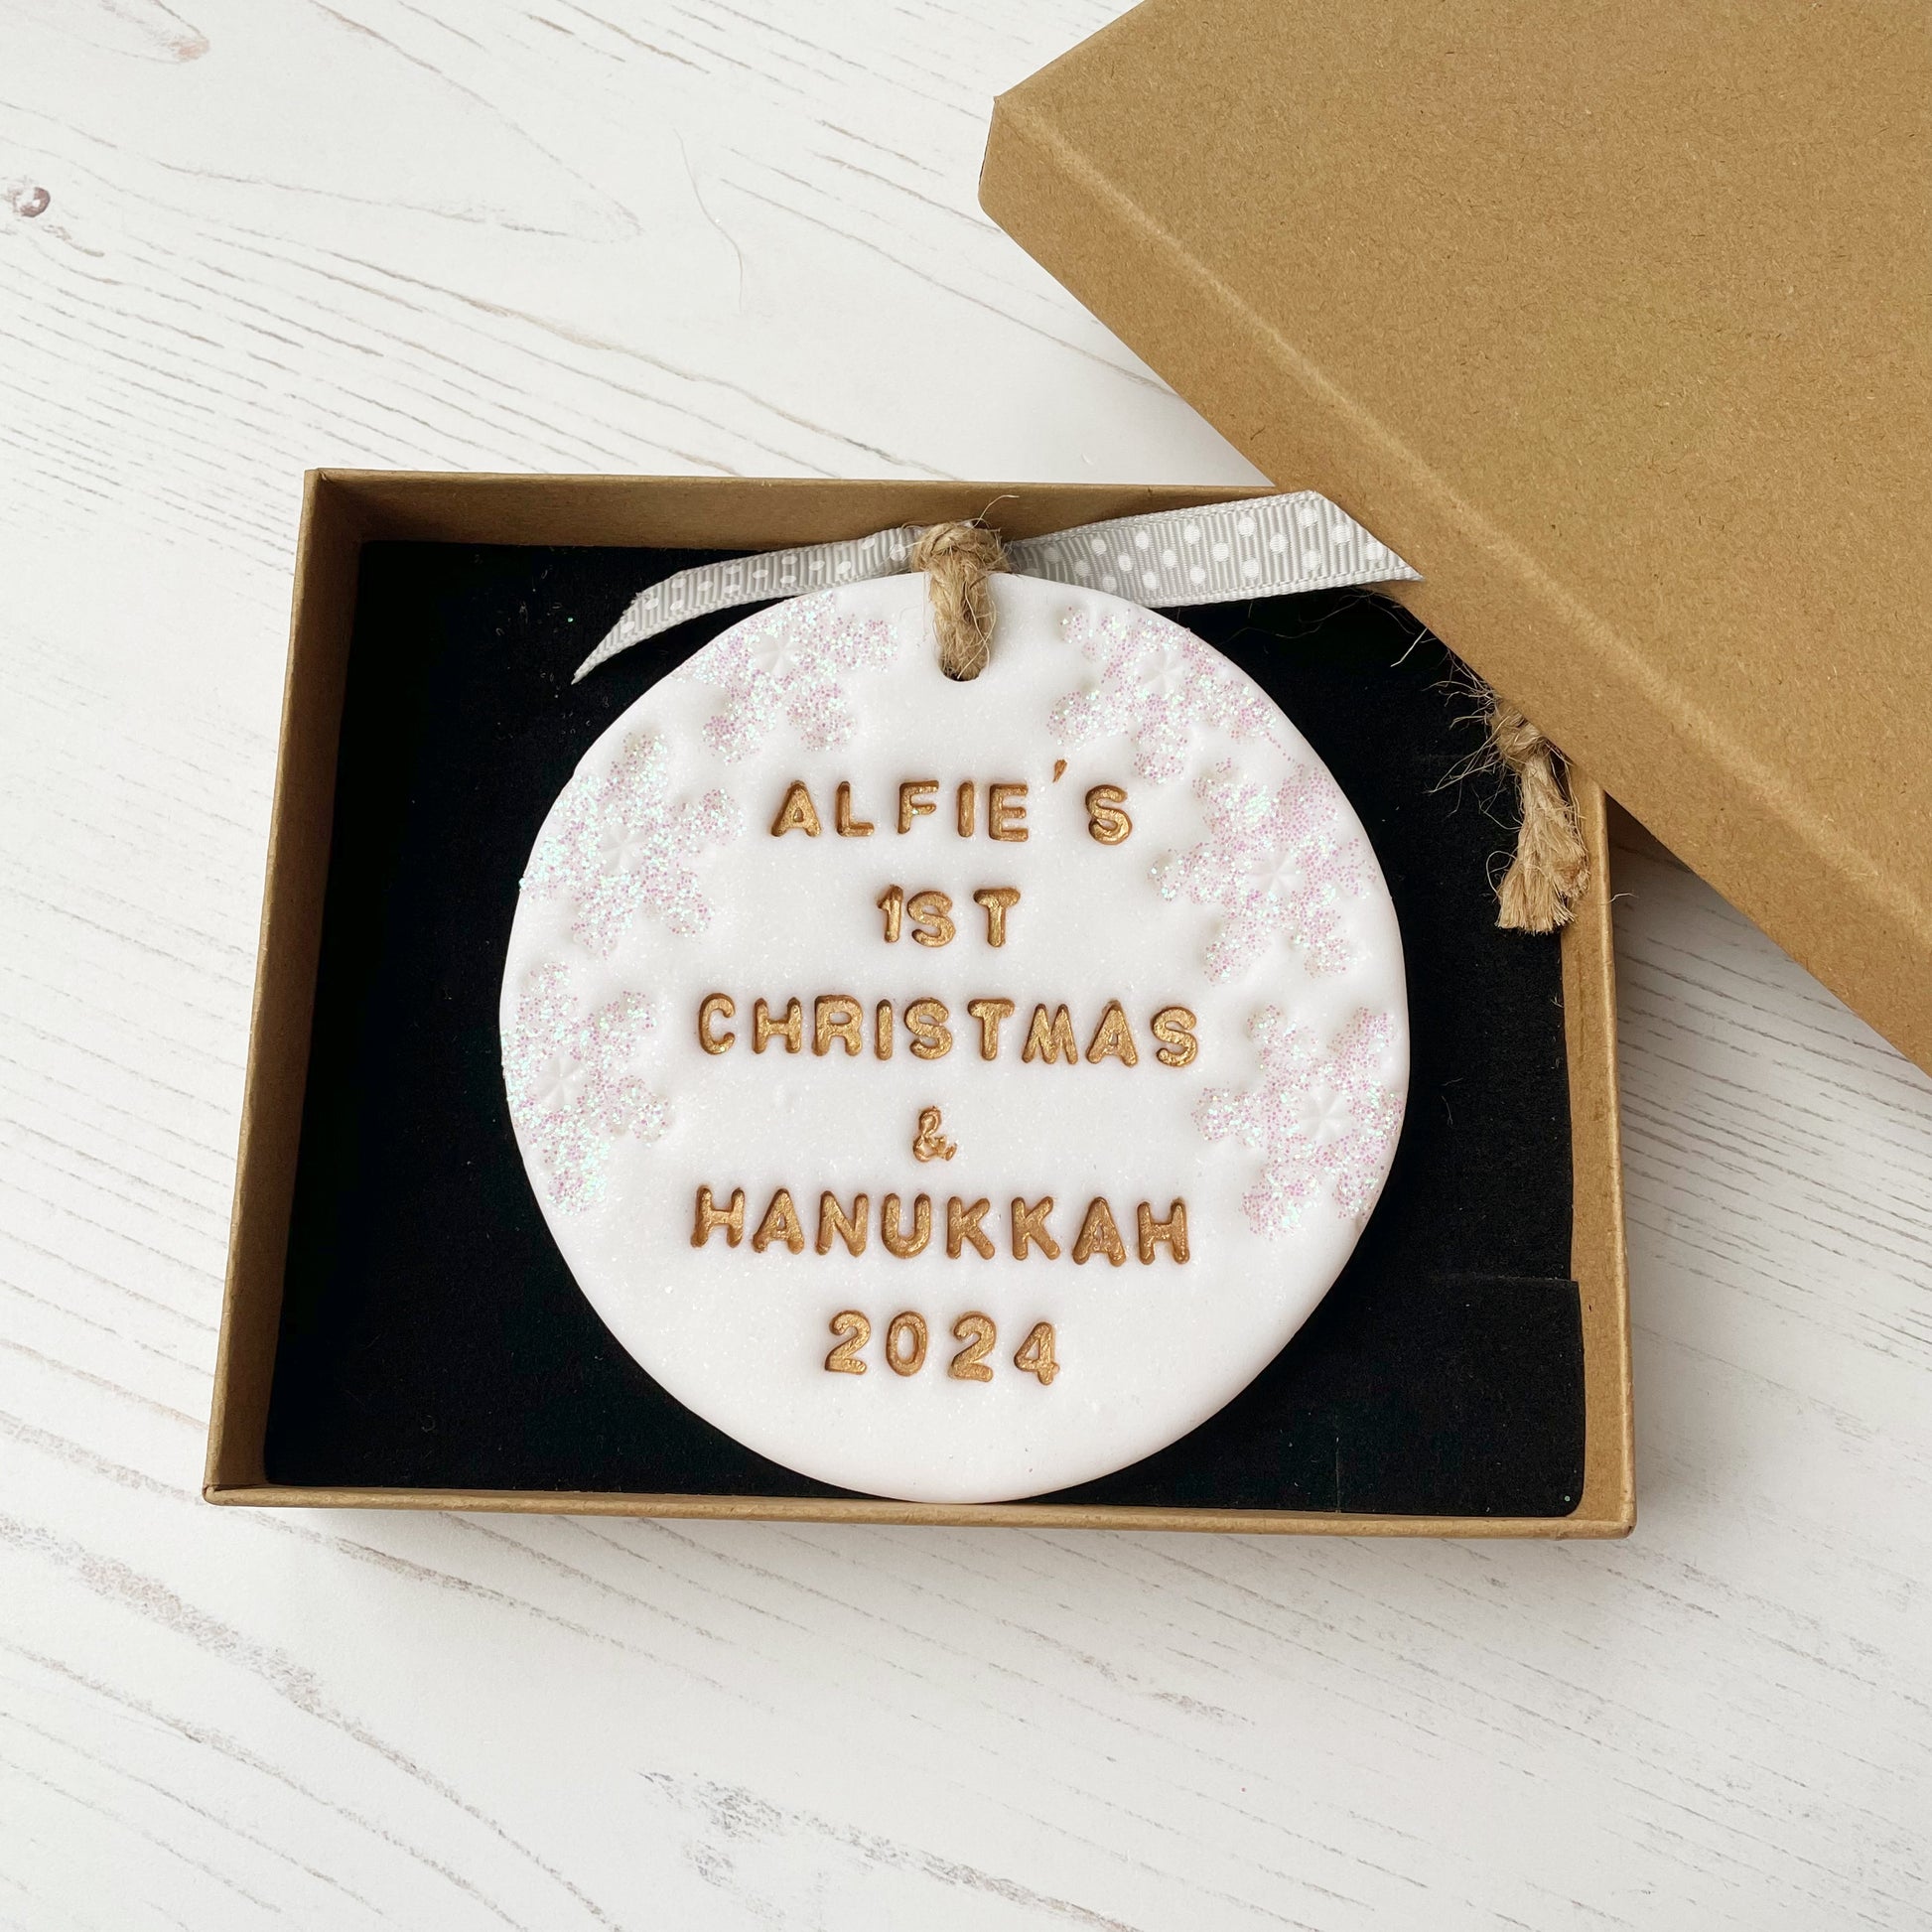 ALFIE'S
1ST
CHRISTMAS
&
HANUKKAH
2024